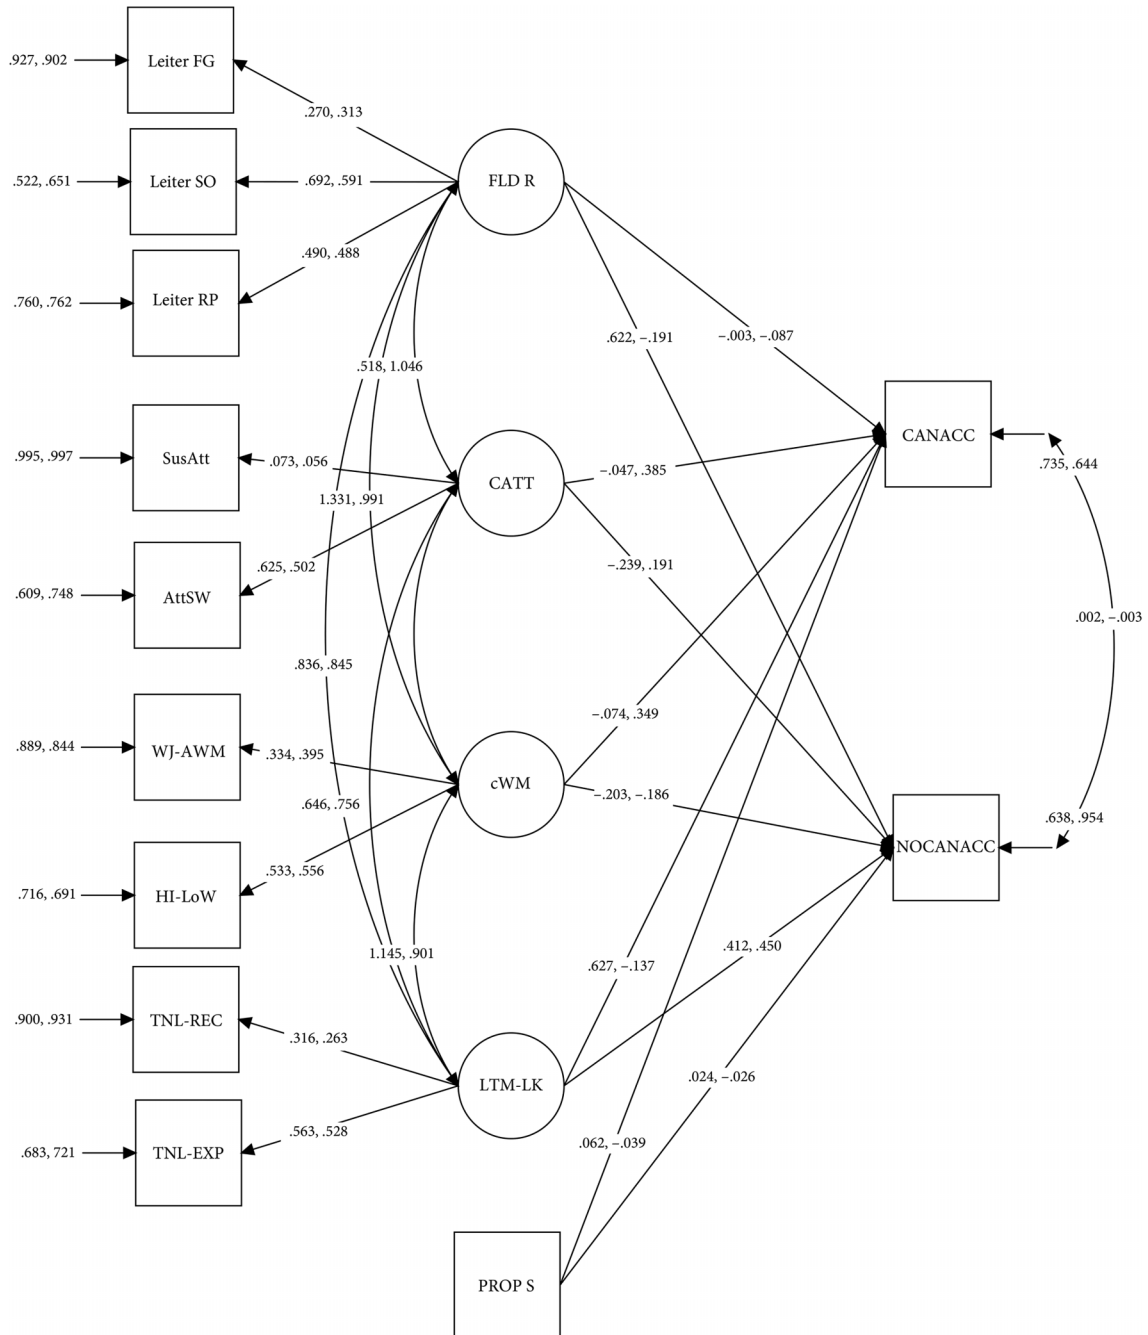 .927, .902
Leiter FG
.270, .313
.522, .651
Leiter SO
.692, .591
FLD R
.490, .488
.760, .762
Leiter RP
.622, –.191
–.003, –.087
.518, 1.046
.995, .997
SusAtt
.073, .056
CATT
–.047, .385
CANACC
.735, .644
1.331, .991
.625, .502
–.239, .191
.609, .748
AttSW
.002, –.003
.836, .845
–.074, .349
.889, .844
WJ-AWM
.334, .395
cWM
–.203, –.186
.646, .756
.638, .954
NOCANACC
.533, .556
.716, .691
HI-LoW
1.145, .901
.627, –.137
.412, .450
.900, .931
TNL-REC
.316, .263
LTM-LK
.024, –.026
.563, .528
.683, 721
TNL-EXP
.062, –.039
PROP S